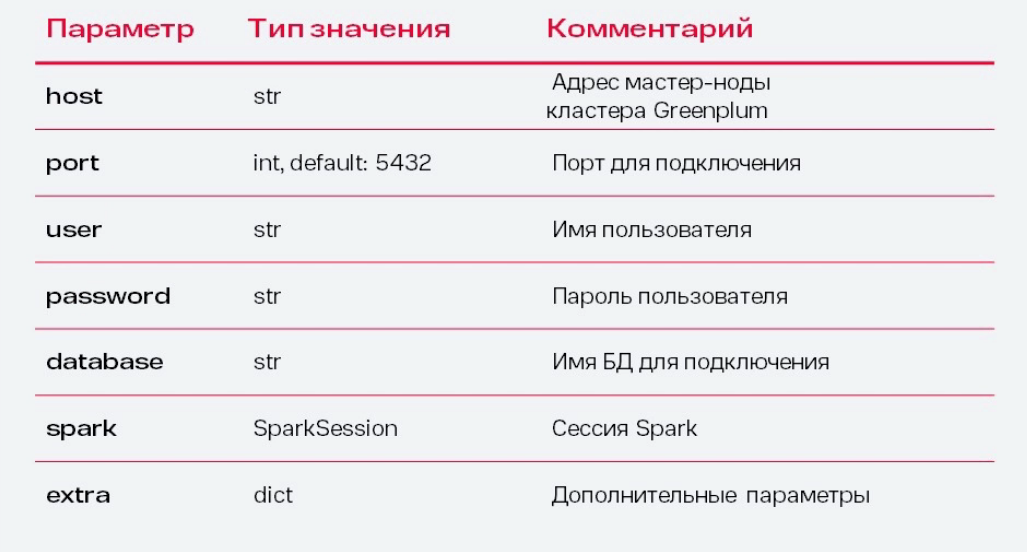 Параметр Тип значения Комментарий
host str Адрес мастер-ноды
кластера Greenplum
port int, default: 5432 Порт для подключения
user str Имя пользователя
password str Пароль пользователя
database str Имя БД для подключения
spark SparkSession Сессия Spark
extra dict Дополнительные параметры